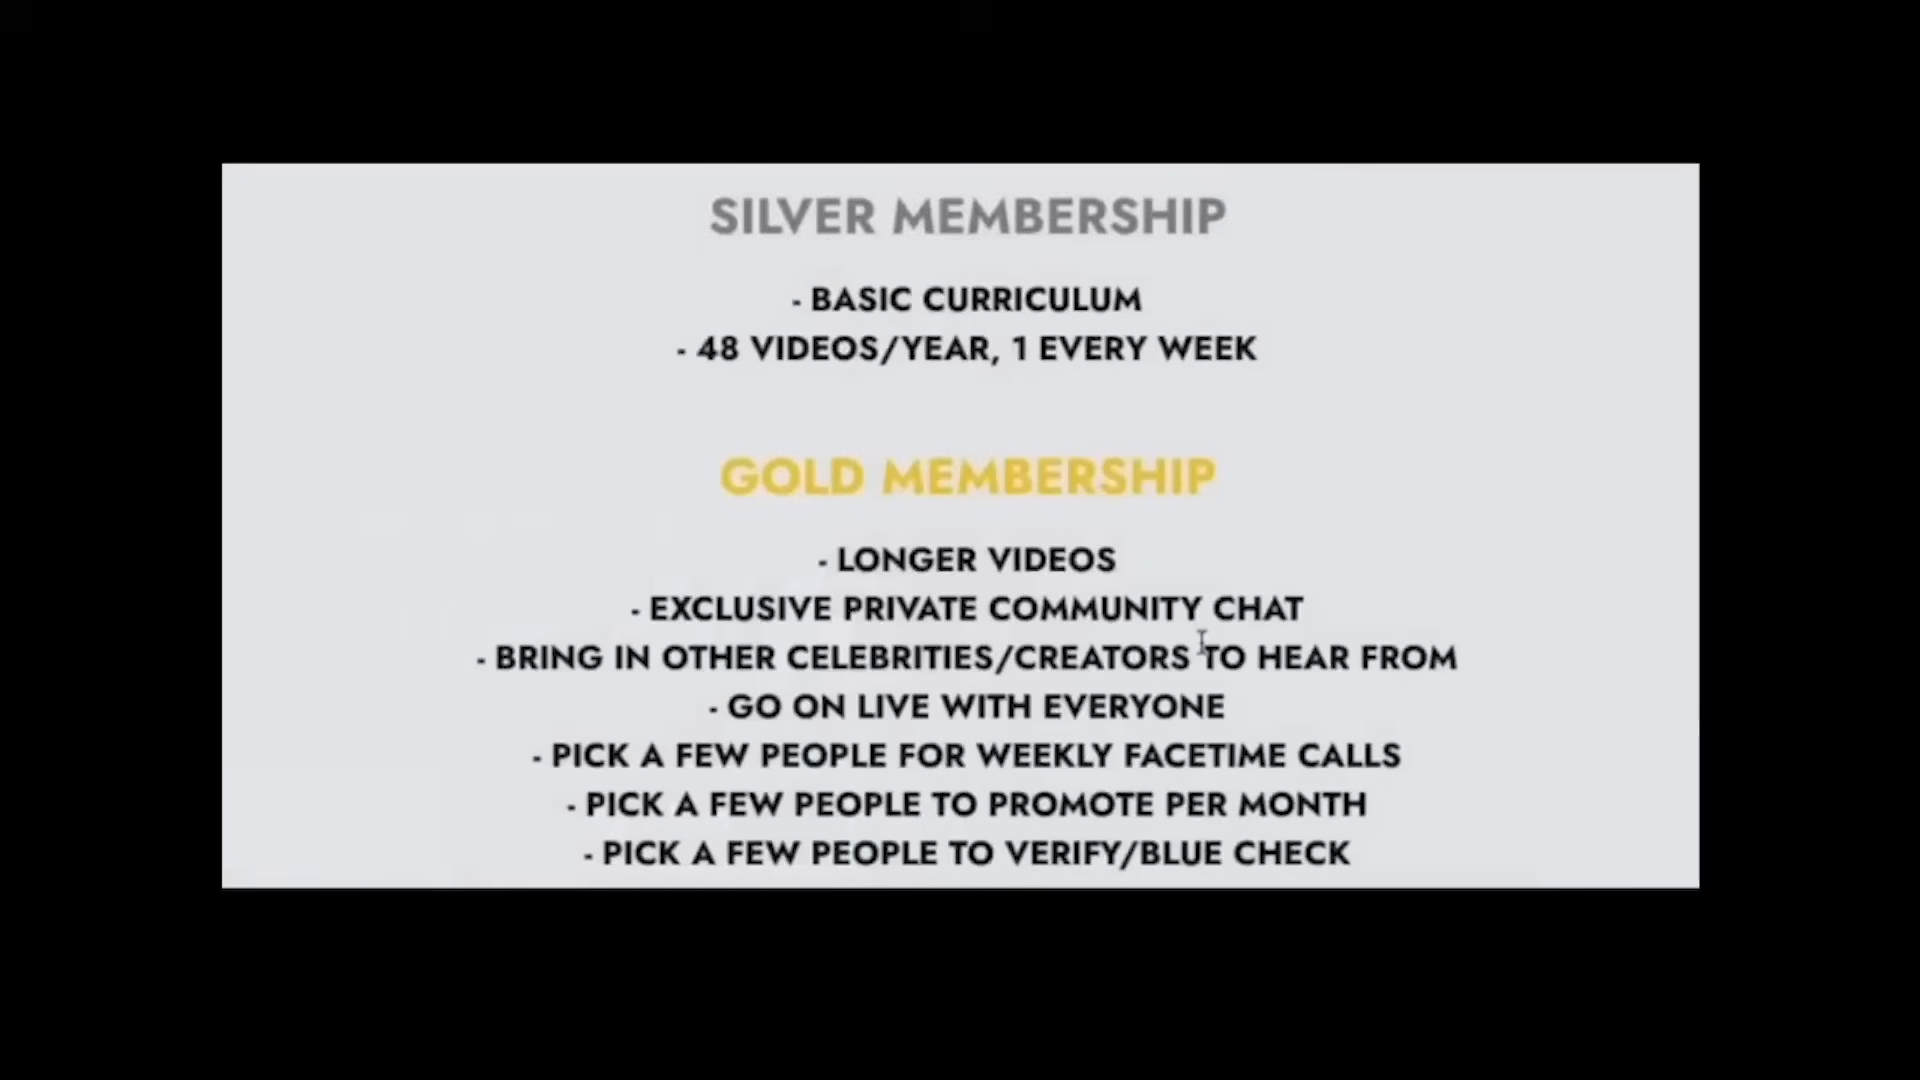 SILVER MEMBERSHIP
- BASIC CURRICULUM
- 48 VIDEOS/YEAR, 1 EVERY WEEK
GOLD MEMBERSHIP
- LONGER VIDEOS
- EXCLUSIVE PRIVATE COMMUNITY CHAT
- BRING IN OTHER CELEBRITIES/CREATORS TO HEAR FROM
- GO ON LIVE WITH EVERYONE
- PICK A FEW PEOPLE FOR WEEKLY FACETIME CALLS
- PICK A FEW PEOPLE TO PROMOTE PER MONTH
- PICK A FEW PEOPLE TO VERIFY/BLUE CHECK